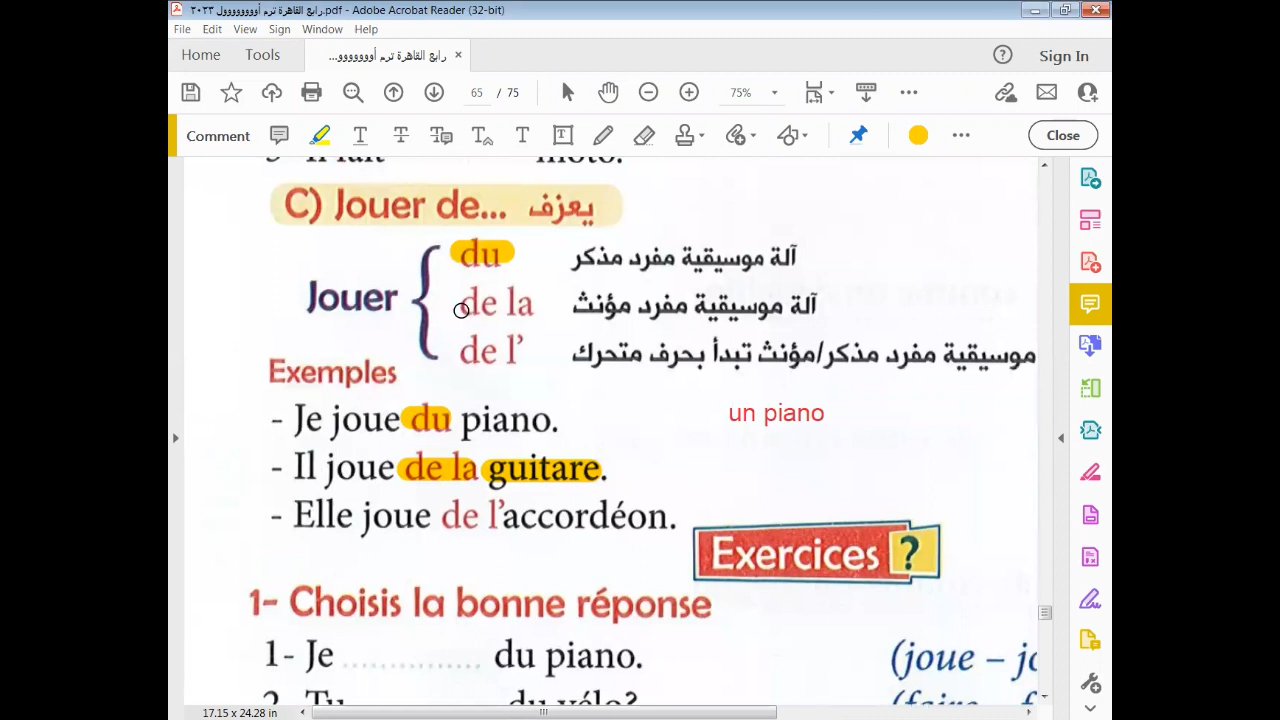 رابع القاهرة ترم أووووووول ٢٠٢٣.pdf - Adobe Acrobat Reader (32-bit)
File Edit View Sign Window Help
Home Tools رابع القاهرة ترم أووووووو... × Sign In
65 / 75 75%
Comment Close
moto.
C) Jouer de... يعزف
Jouer
du آلة موسيقية مفرد مذكر
de la آلة موسيقية مفرد مؤنث
de l’ موسيقية مفرد مذكر/مؤنث تبدأ بحرف متحرك
Exemples
- Je joue du piano. un piano
- Il joue de la guitare.
- Elle joue de l’accordéon.
Exercices ?
1- Choisis la bonne réponse
1- Je .............. du piano. (joue –
17.15 x 24.28 in